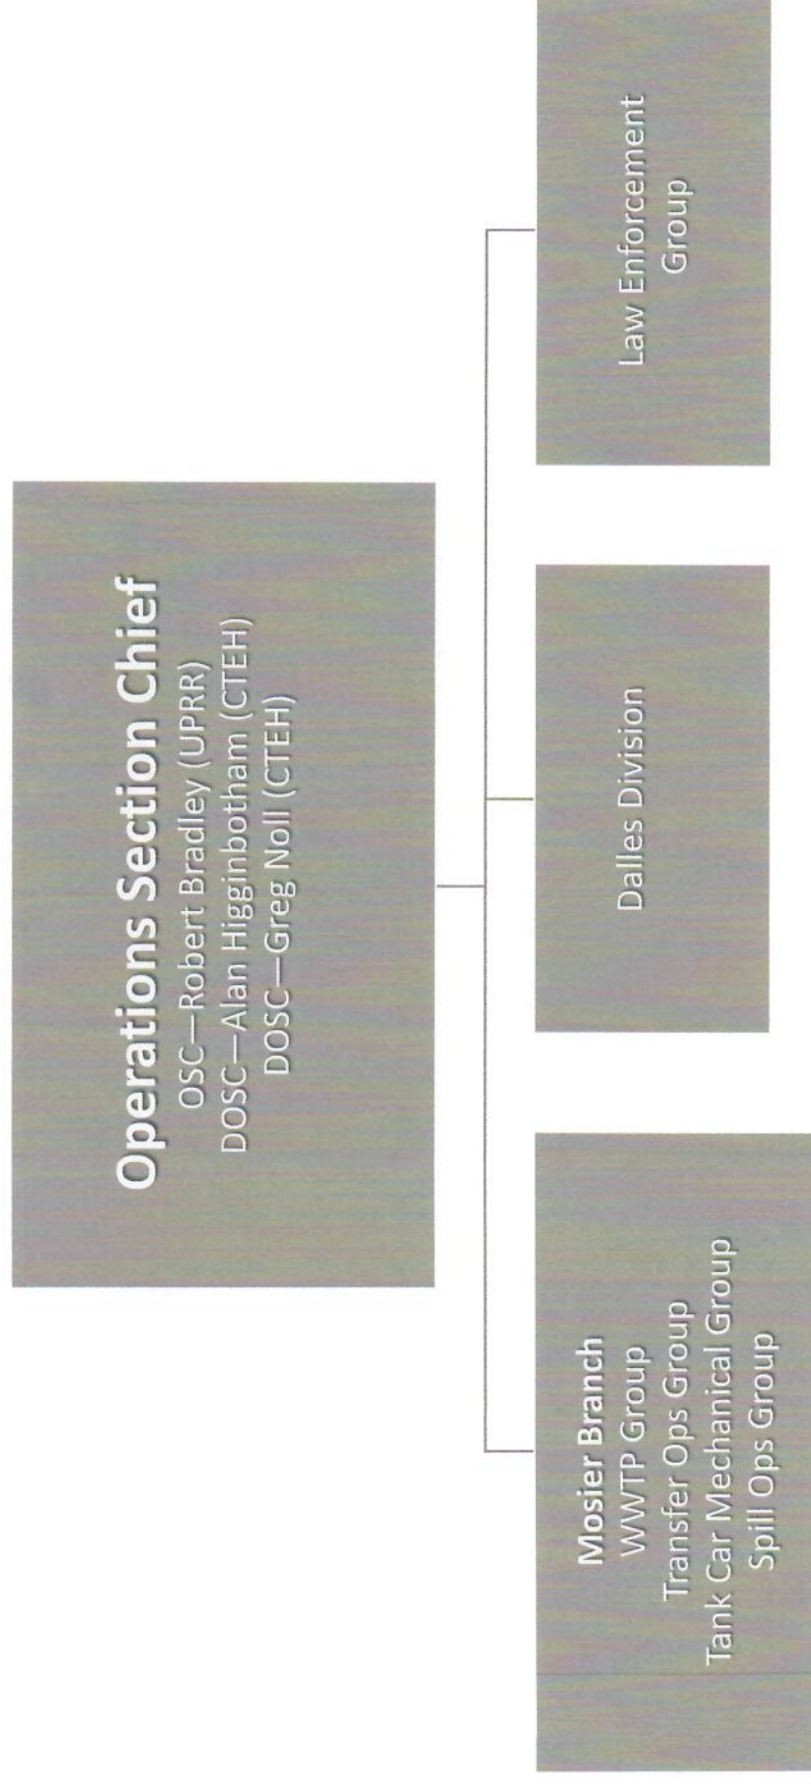 Operations Section Chief
OSC—Robert Bradley (UPRR)
DOSC—Alan Higginbotham (CTEH)
DOSC—Greg Noll (CTEH)
Mosier Branch
WWTP Group
Transfer Ops Group
Tank Car Mechanical Group
Spill Ops Group
Dalles Division
Law Enforcement
Group